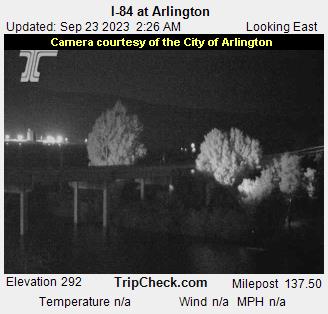 I-84 at Arlington
Updated: Sep 23 2023 2:26 AM Looking East
Camera courtesy of the City of Arlington
Elevation 292 TripCheck.com Milepost 137.50
Temperature n/a Wind n/a MPH n/a